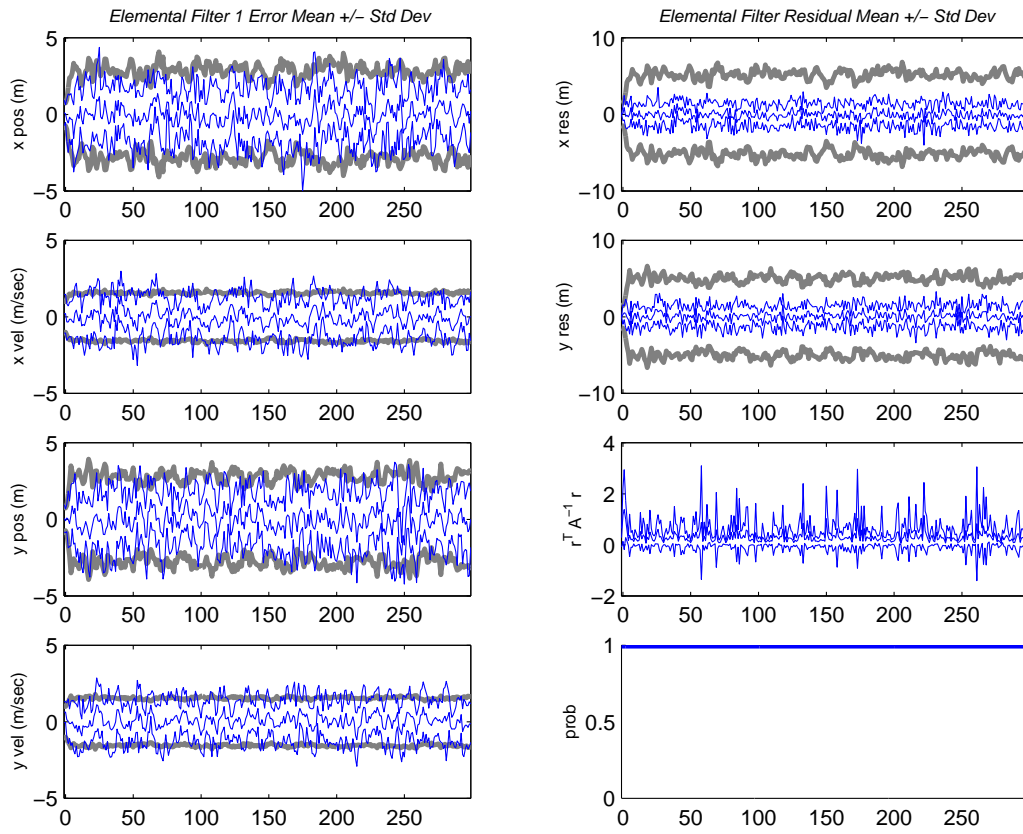 Elemental Filter 1 Error Mean +/− Std Dev
5
0
−5
x pos (m)
0 50 100 150 200 250
5
0
−5
x vel (m/sec)
0 50 100 150 200 250
5
0
−5
y pos (m)
0 50 100 150 200 250
5
0
−5
y vel (m/sec)
0 50 100 150 200 250
Elemental Filter Residual Mean +/− Std Dev
10
0
−10
x res (m)
0 50 100 150 200 250
10
0
−10
y res (m)
0 50 100 150 200 250
4
2
0
−2
r^T A^−1 r
0 50 100 150 200 250
1
0.5
0
prob
0 50 100 150 200 250